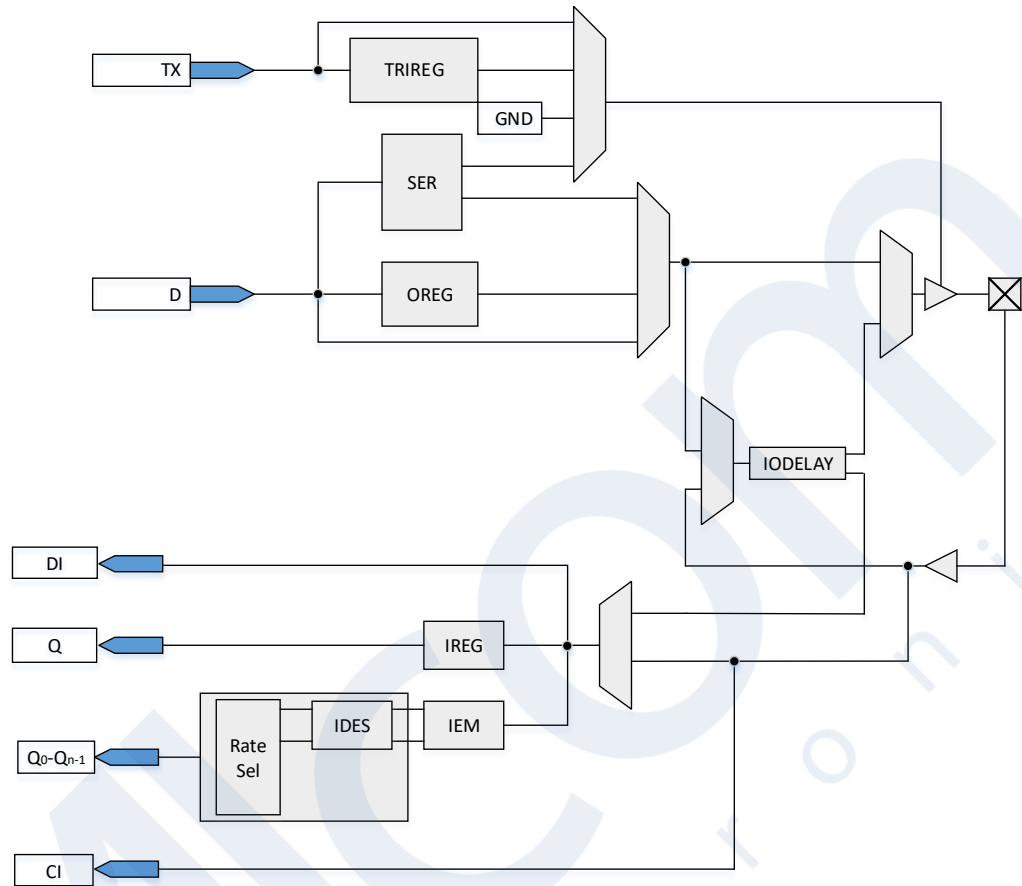 TX
TRIREG
GND
SER
D
OREG
IODELAY
DI
Q
IREG
Rate
Sel
IDES
IEM
Q0-Qn-1
CI